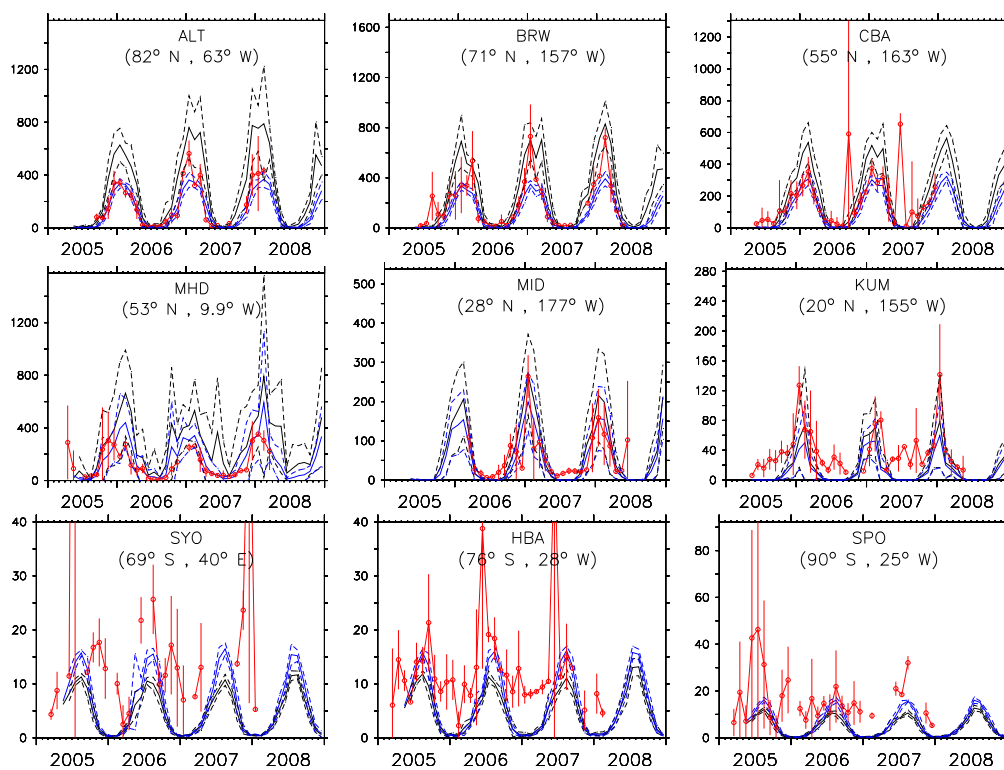 ALT
(82° N , 63° W)
1200
800
400
0
2005 2006 2007 2008
BRW
(71° N , 157° W)
1600
1200
800
400
0
2005 2006 2007 2008
CBA
(55° N , 163° W)
1200
1000
800
600
400
200
0
2005 2006 2007 2008
MHD
(53° N , 9.9° W)
1200
800
400
0
2005 2006 2007 2008
MID
(28° N , 177° W)
500
400
300
200
100
0
2005 2006 2007 2008
KUM
(20° N , 155° W)
280
240
200
160
120
80
40
0
2005 2006 2007 2008
SYO
(69° S , 40° E)
40
30
20
10
0
2005 2006 2007 2008
HBA
(76° S , 28° W)
40
30
20
10
0
2005 2006 2007 2008
SPO
(90° S , 25° W)
80
60
40
20
0
2005 2006 2007 2008